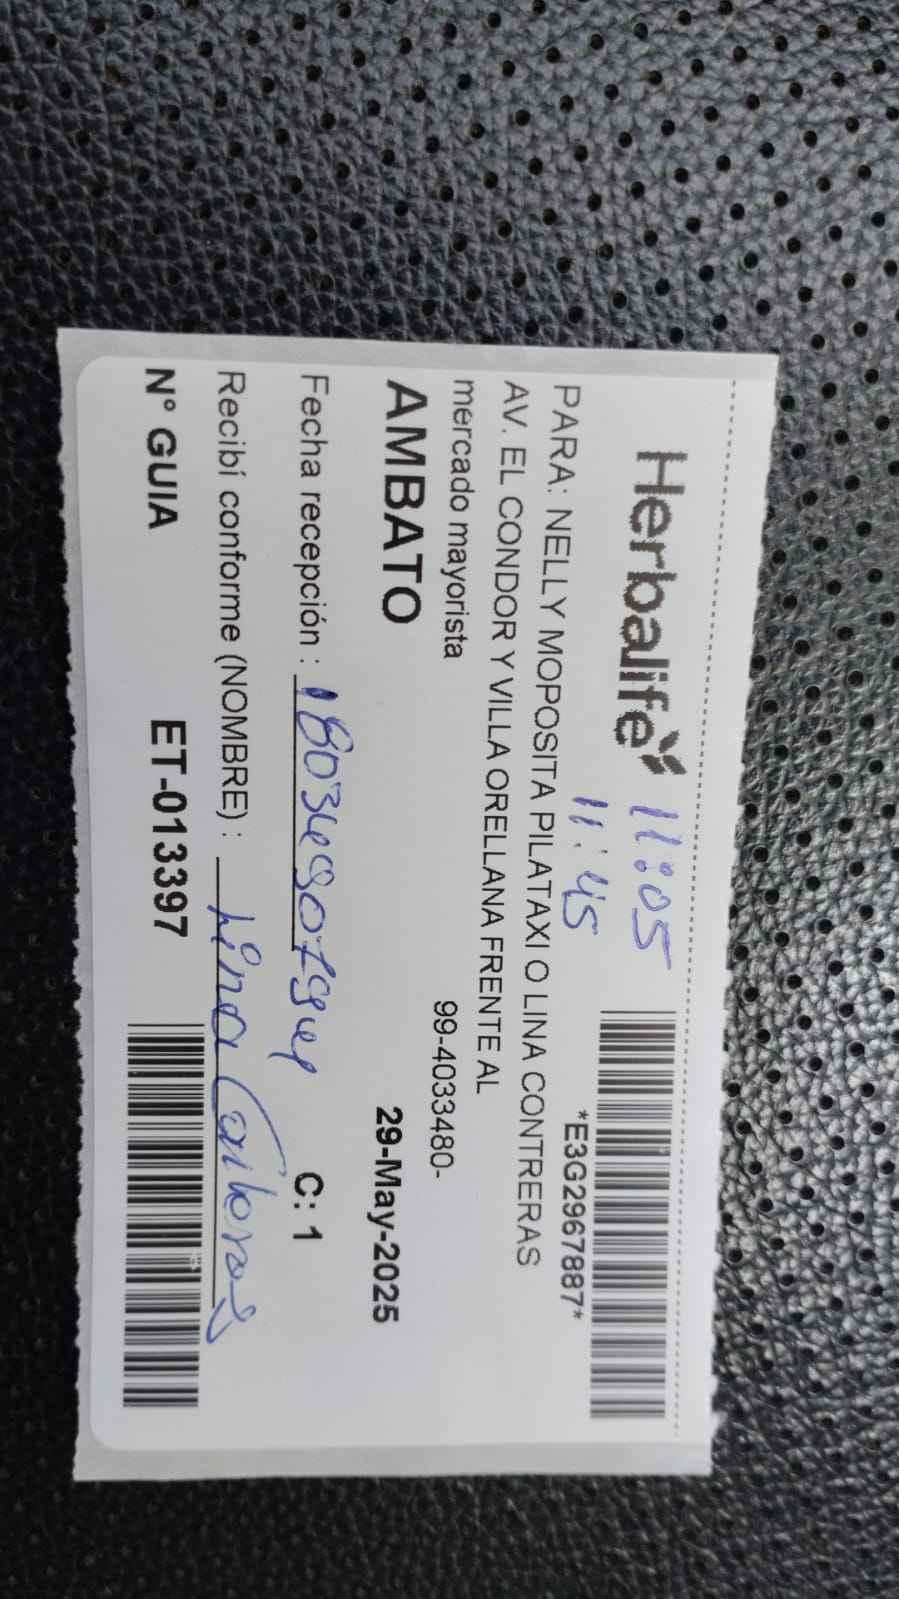 Herbalife 11:05
11:45
*E3G2967887*
PARA: NELLY MOPOSITA PILATAXI O LINA CONTRERAS
AV. EL CONDOR Y VILLA ORELLANA FRENTE AL
mercado mayorista 99-4033480-
AMBATO 29-May-2025
Fecha recepción : C: 1
Recibí conforme (NOMBRE) : Lina
N° GUIA ET-013397